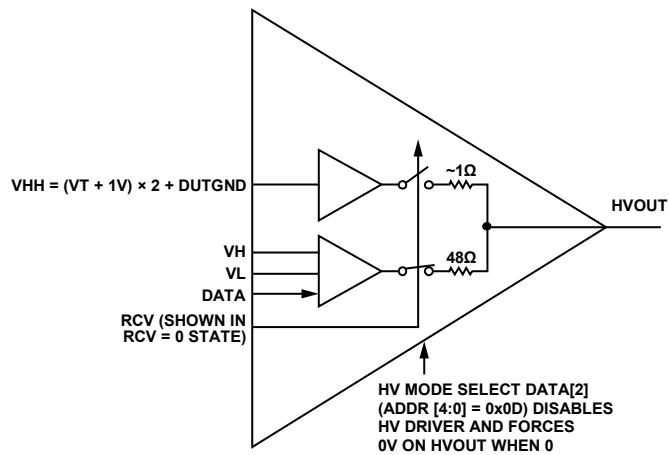 VHH = (VT + 1V) × 2 + DUTGND
~1Ω
HVOUT
VH
VL
DATA
48Ω
RCV (SHOWN IN
RCV = 0 STATE)
HV MODE SELECT DATA[2]
(ADDR [4:0] = 0x0D) DISABLES
HV DRIVER AND FORCES
0V ON HVOUT WHEN 0